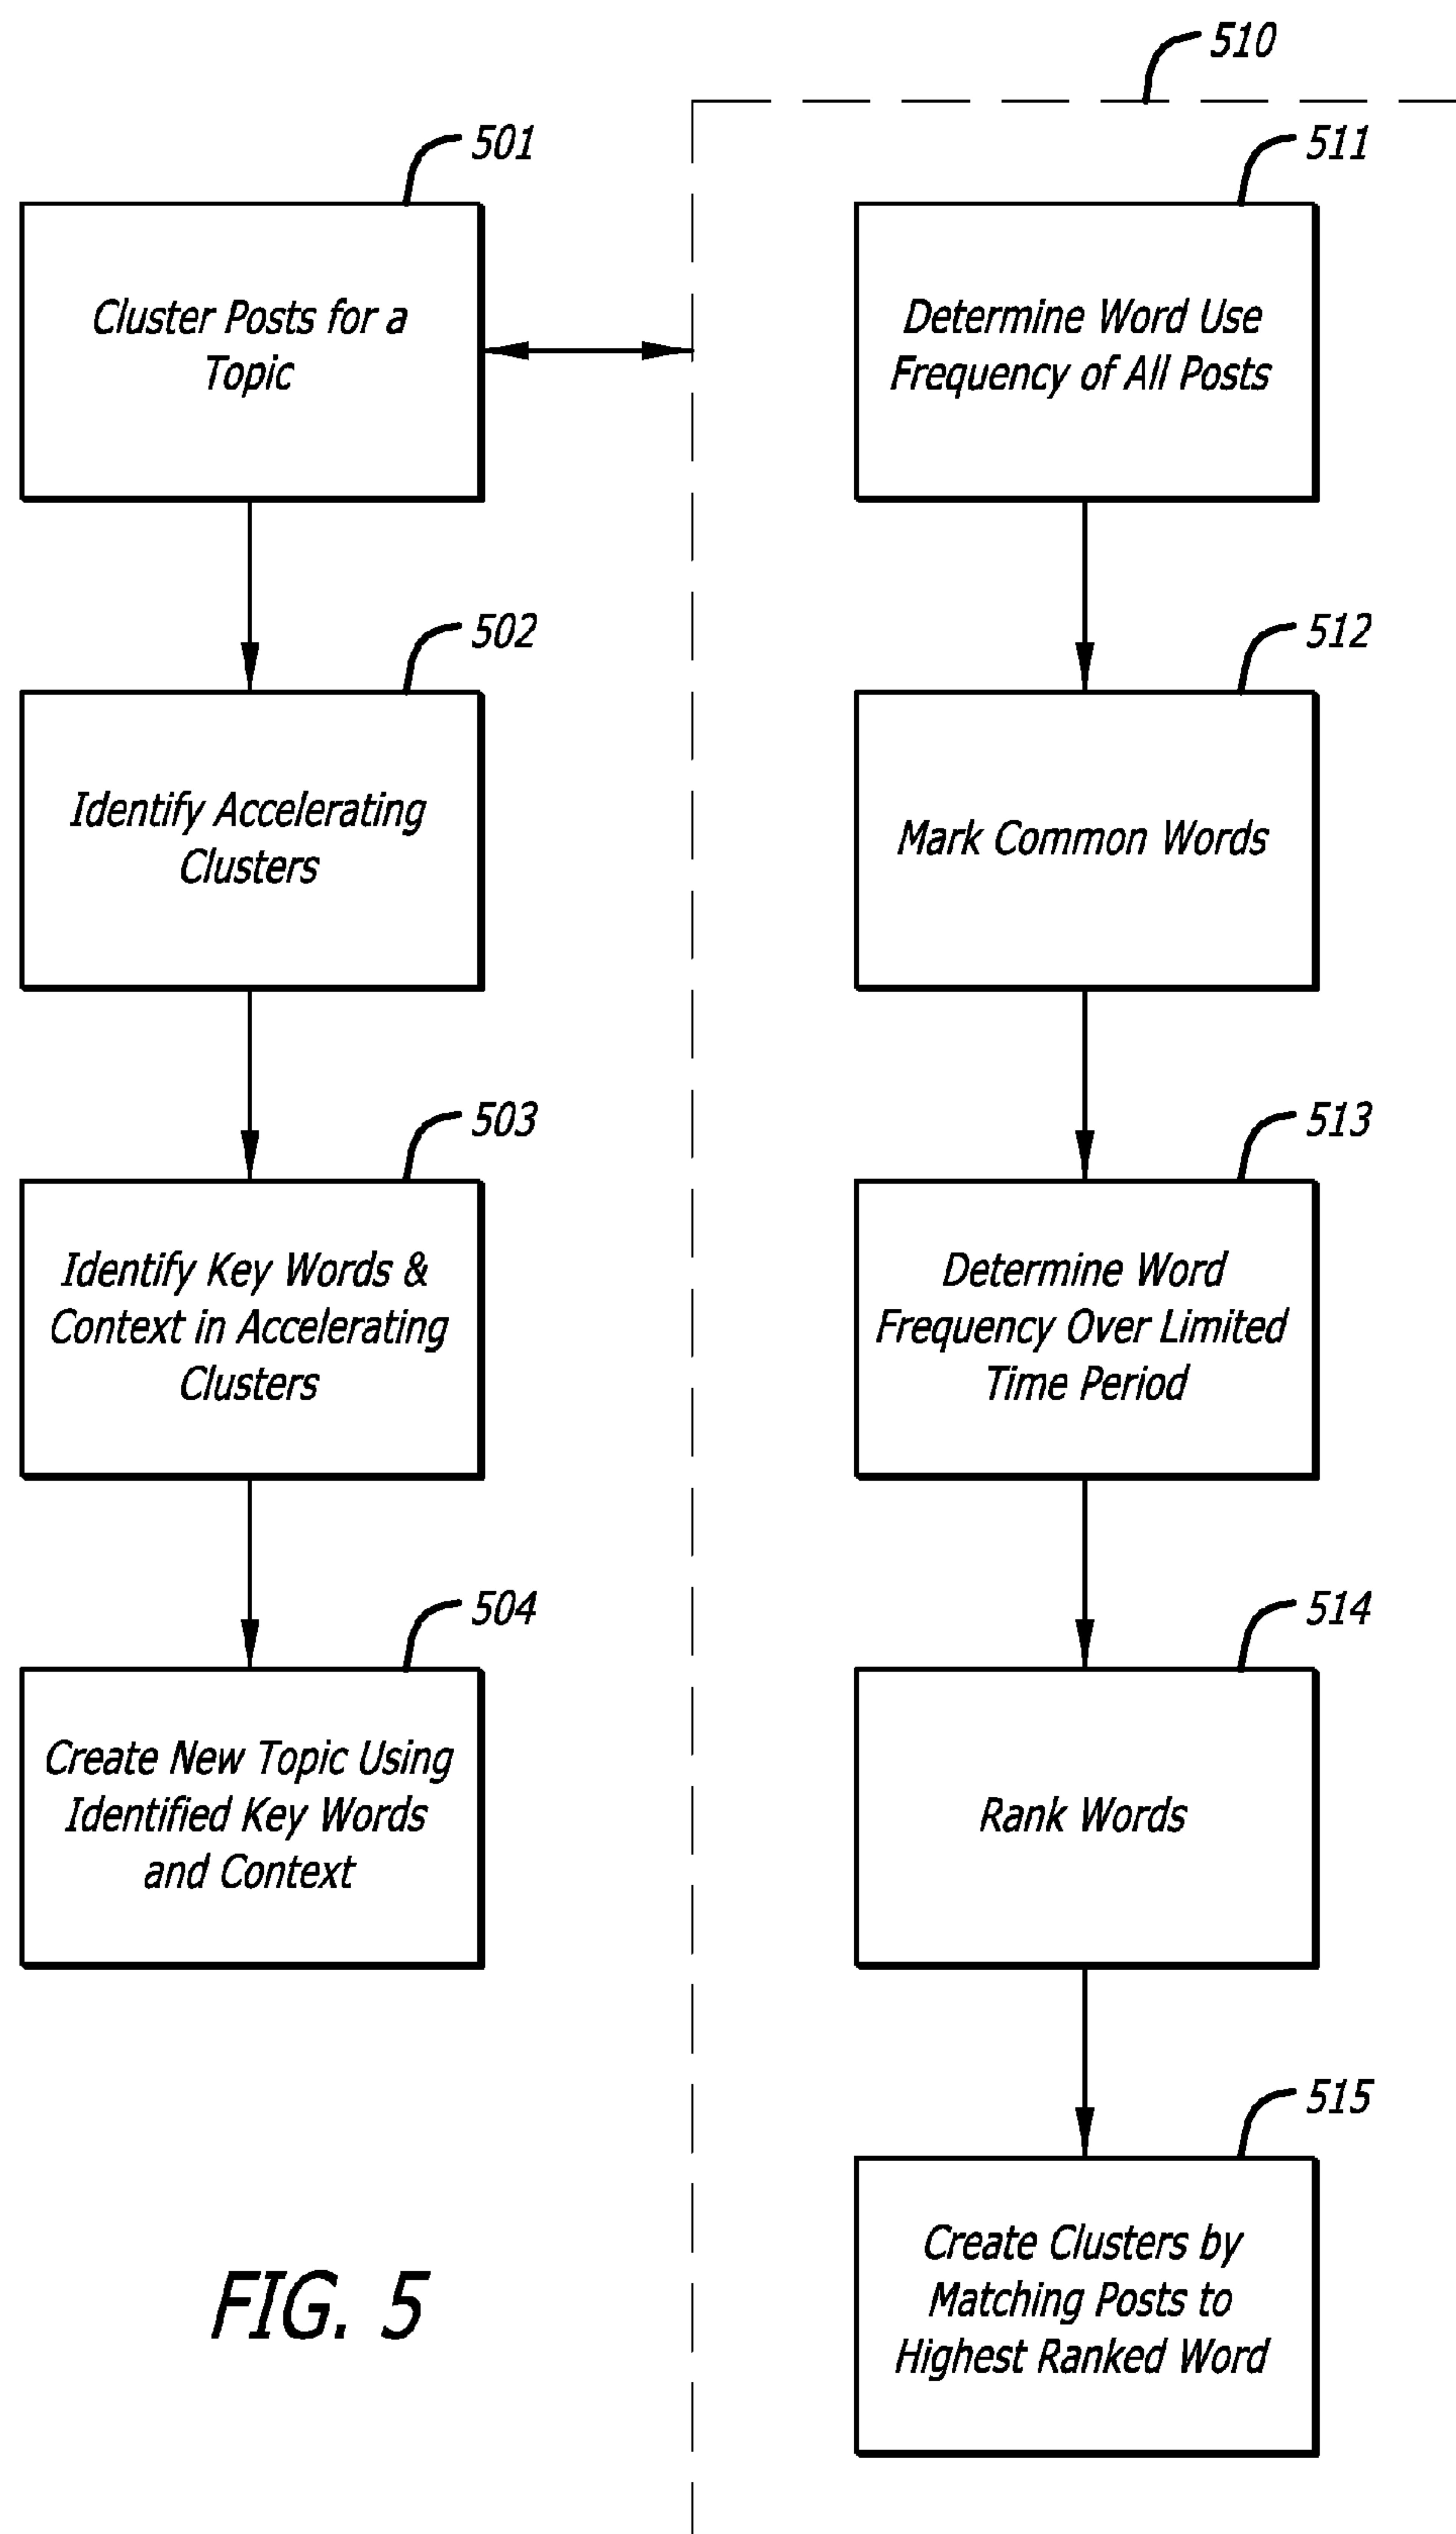 510
501
Cluster Posts for a
Topic
502
Identify Accelerating
Clusters
503
Identify Key Words &
Context in Accelerating
Clusters
504
Create New Topic Using
Identified Key Words
and Context
511
Determine Word Use
Frequency of All Posts
512
Mark Common Words
513
Determine Word
Frequency Over Limited
Time Period
514
Rank Words
515
Create Clusters by
Matching Posts to
Highest Ranked Word
FIG. 5